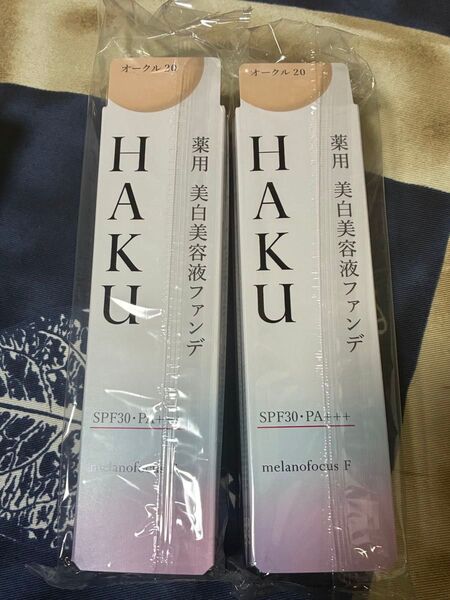 オークル 20
HAKU
薬用 美白美容液ファンデ
SPF30・PA+++
melanofocus
オークル 20
HAKU
薬用 美白美容液ファンデ
SPF30・PA+++
melanofocus F